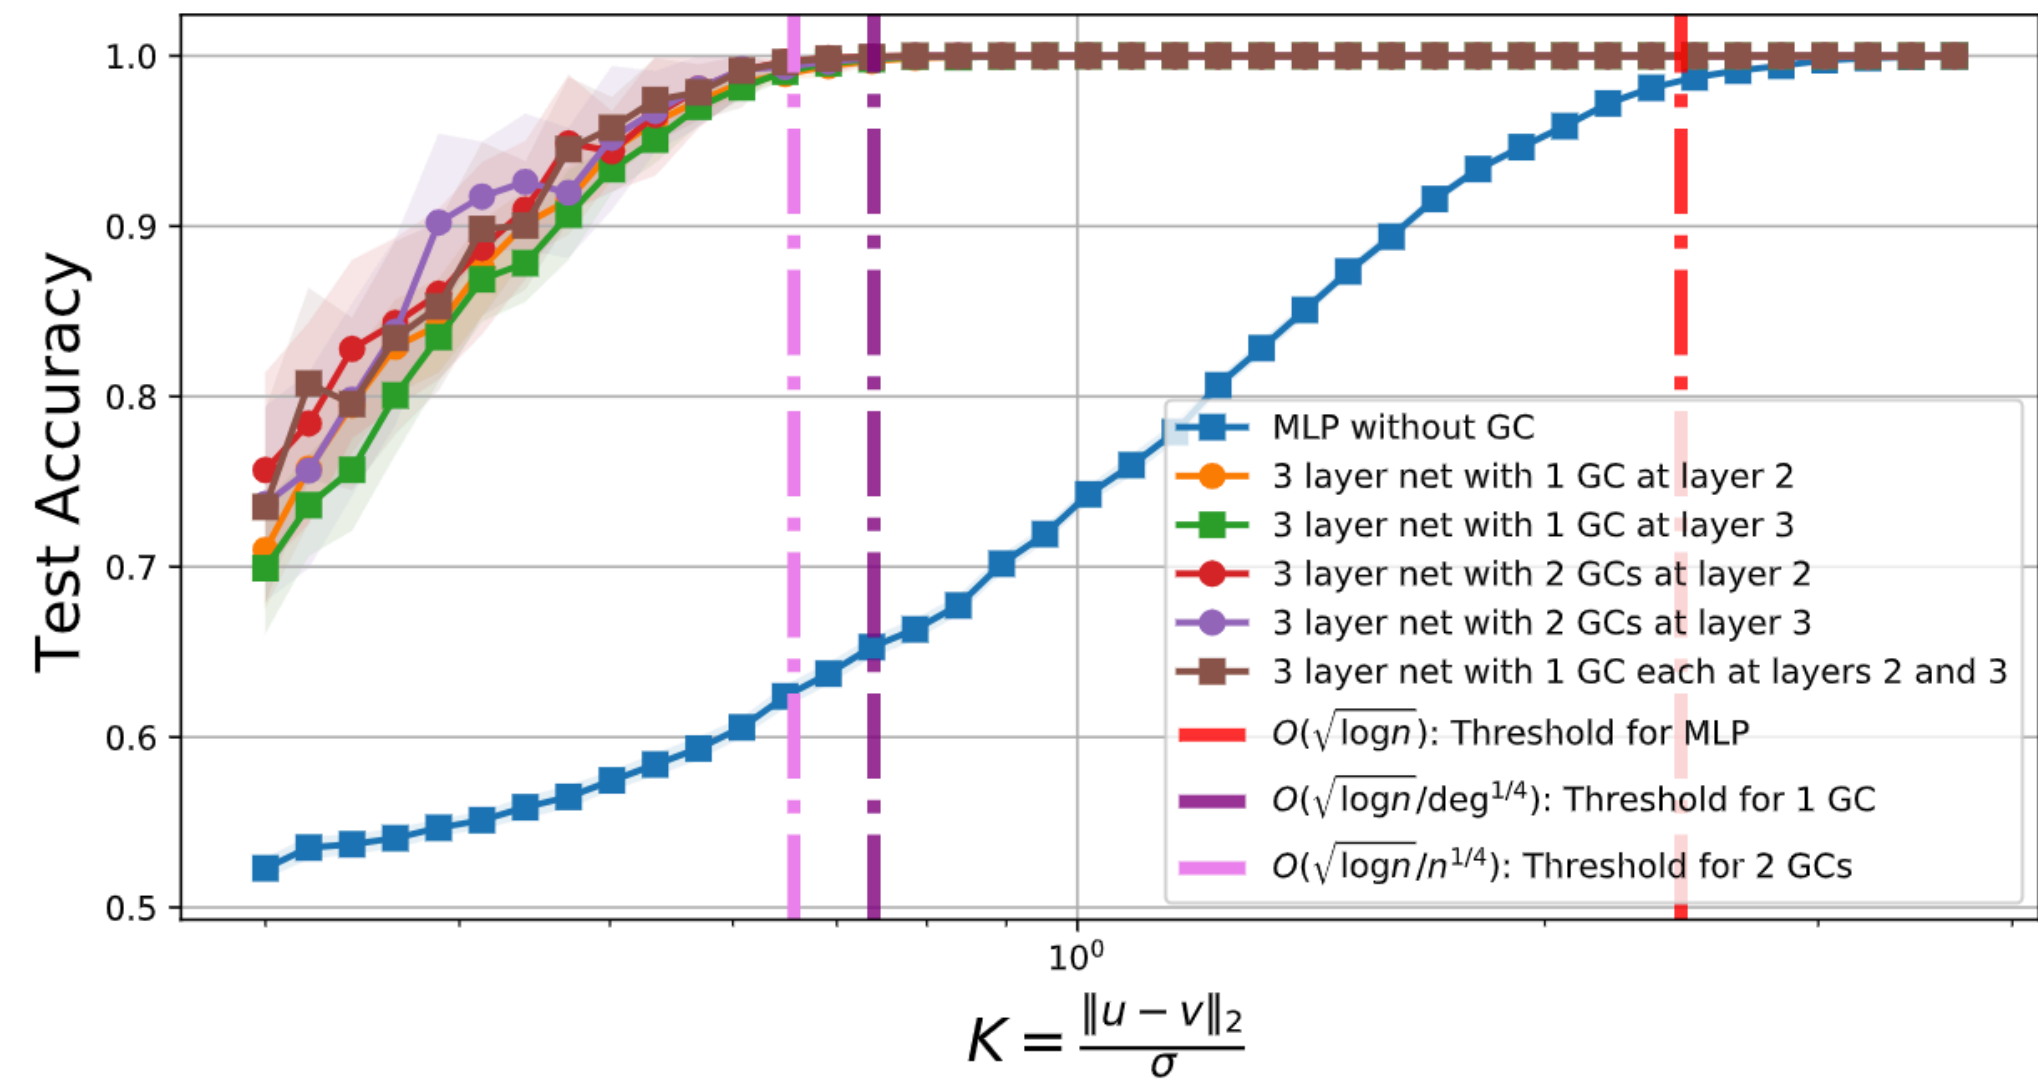 Test Accuracy
1.0
0.9
0.8
0.7
0.6
0.5
MLP without GC
3 layer net with 1 GC at layer 2
3 layer net with 1 GC at layer 3
3 layer net with 2 GCs at layer 2
3 layer net with 2 GCs at layer 3
3 layer net with 1 GC each at layers 2 and 3
O(√logn): Threshold for MLP
O(√logn/deg^1/4): Threshold for 1 GC
O(√logn/n^1/4): Threshold for 2 GCs
10⁰
K = ‖u − v‖₂ / σ